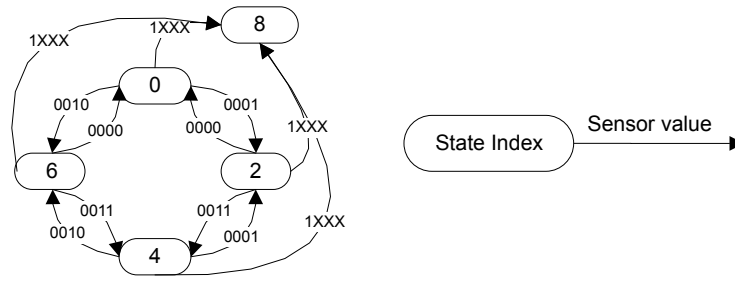 8
1XXX
1XXX
0
0010
0001
0000
0000
1XXX
6
2
0011
0011
0010
0001
4
1XXX
State Index
Sensor value